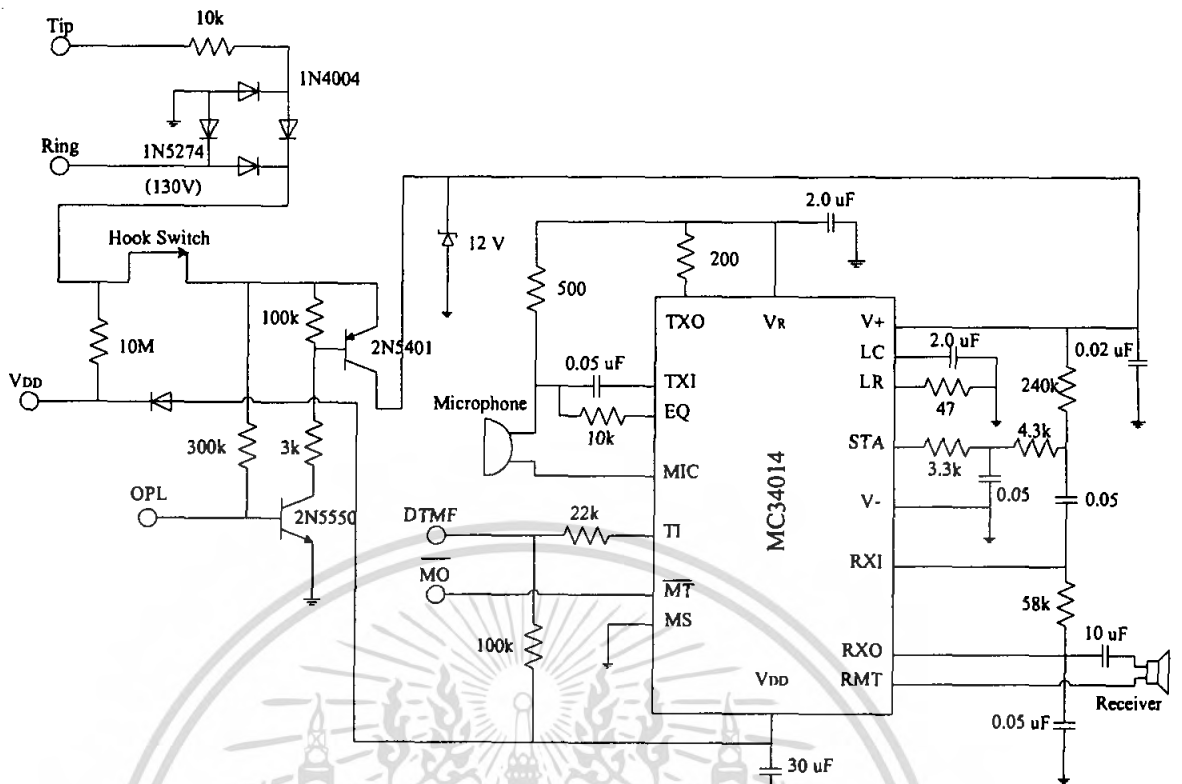 Tip
10k
1N4004
Ring
1N5274
(130V)
Hook Switch
12 V
2.0 uF
200
500
100k
2N5401
10M
VDD
300k
3k
OPL
2N5550
0.05 uF
10k
Microphone
DTMF
22k
MO
100k
TXO
VR
V+
LC
LR
TXI
EQ
STA
MIC
V-
TI
MT
MS
RXI
RXO
RMT
VDD
MC34014
2.0 uF
47
240k
0.02 uF
4.3k
3.3k
0.05
0.05
58k
10 uF
Receiver
0.05 uF
30 uF